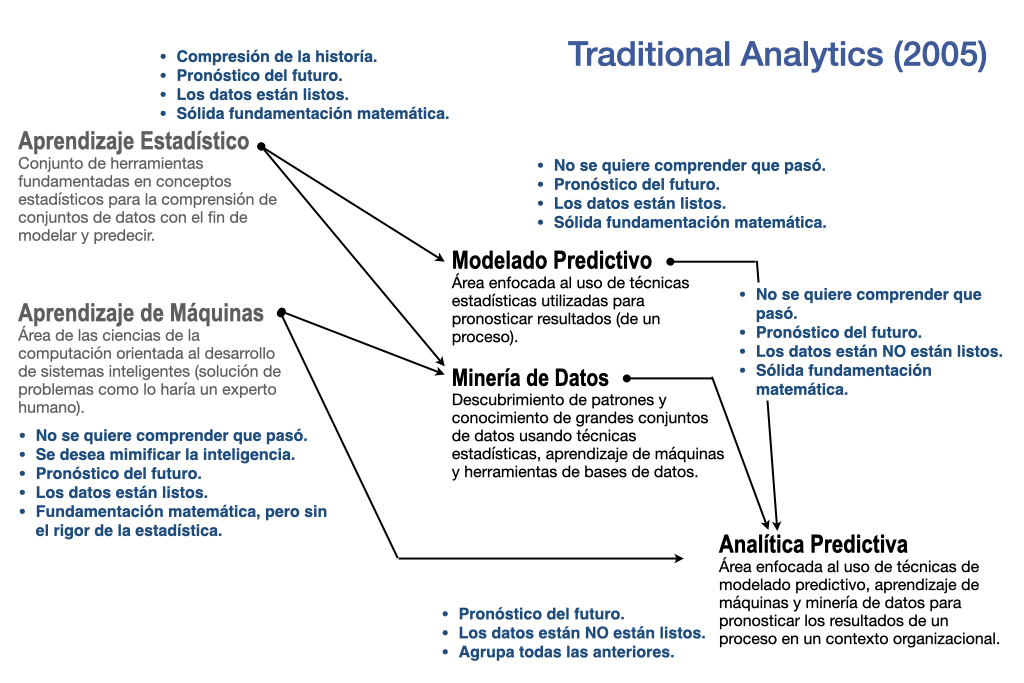 Traditional Analytics (2005)
• Compresión de la historía.
• Pronóstico del futuro.
• Los datos están listos.
• Sólida fundamentación matemática.
Aprendizaje Estadístico
Conjunto de herramientas
fundamentadas en conceptos
estadísticos para la comprensión de
conjuntos de datos con el fin de
modelar y predecir.
• No se quiere comprender que pasó.
• Pronóstico del futuro.
• Los datos están listos.
• Sólida fundamentación matemática.
Modelado Predictivo
Área enfocada al uso de técnicas
estadísticas utilizadas para
pronosticar resultados (de un
proceso).
• No se quiere comprender que
pasó.
• Pronóstico del futuro.
• Los datos están NO están listos.
• Sólida fundamentación
matemática.
Aprendizaje de Máquinas
Área de las ciencias de la
computación orientada al desarrollo
de sistemas inteligentes (solución de
problemas como lo haría un experto
humano).
• No se quiere comprender que pasó.
• Se desea mimificar la inteligencia.
• Pronóstico del futuro.
• Los datos están listos.
• Fundamentación matemática, pero sin
el rigor de la estadística.
Minería de Datos
Descubrimiento de patrones y
conocimiento de grandes conjuntos
de datos usando técnicas
estadísticas, aprendizaje de máquinas
y herramientas de bases de datos.
Analítica Predictiva
Área enfocada al uso de técnicas de
modelado predictivo, aprendizaje de
máquinas y minería de datos para
pronosticar los resultados de un
proceso en un contexto organizacional.
• Pronóstico del futuro.
• Los datos están NO están listos.
• Agrupa todas las anteriores.